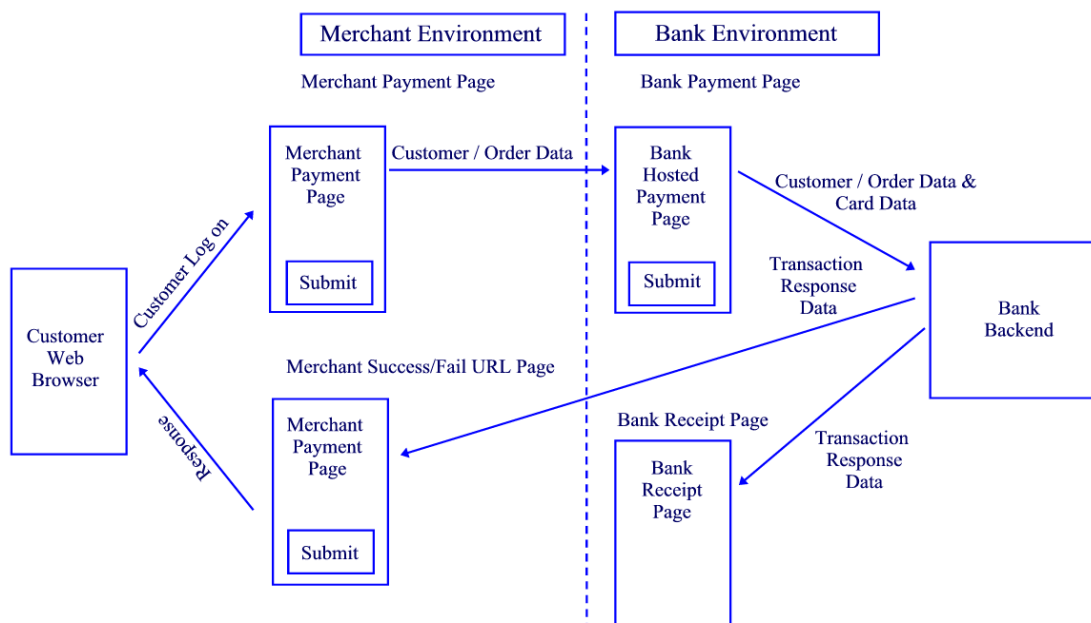 Merchant Environment
Bank Environment
Merchant Payment Page
Bank Payment Page
Merchant
Payment
Page
Submit
Customer / Order Data
Bank
Hosted
Payment
Page
Submit
Customer / Order Data &
Card Data
Customer Log on
Customer
Web
Browser
Transaction
Response
Data
Bank
Backend
Merchant Success/Fail URL Page
Merchant
Payment
Page
Submit
Response
Bank Receipt Page
Bank
Receipt
Page
Transaction
Response
Data